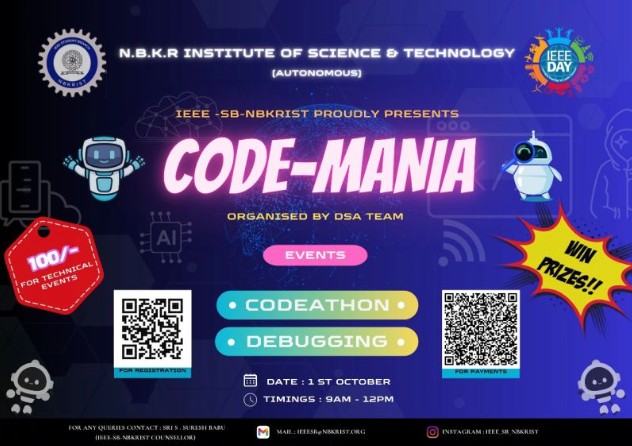 N.B.K.R INSTITUTE OF SCIENCE & TECHNOLOGY
(AUTONOMOUS)
NBKRIST
IEEE
DAY
IEEE -SB-NBKRIST PROUDLY PRESENTS
CODE-MANIA
ORGANISED BY DSA TEAM
AI
EVENTS
100/-
FOR TECHNICAL
EVENTS
WIN
PRIZES!!
CODEATHON
DEBUGGING
FOR REGISTRATION
FOR PAYMENTS
DATE : 1 ST OCTOBER
TIMINGS : 9AM - 12PM
FOR ANY QUERIES CONTACT : SRI S . SURESH BABU
(IEEE-SB-NBKRIST COUNSELLOR)
MAIL : IEEESB@NBKRIST.ORG
INSTAGRAM : IEEE_SB_NBKRIST